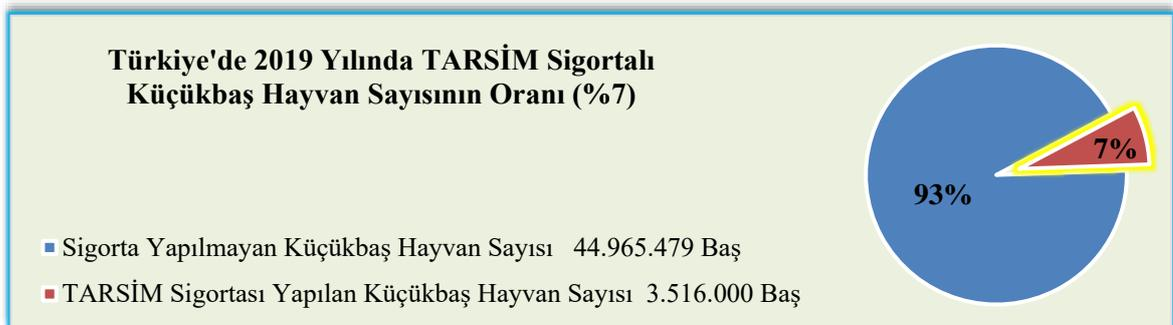 Türkiye'de 2019 Yılında TARSİM Sigortalı
Küçükbaş Hayvan Sayısının Oranı (%7)
7%
93%
Sigorta Yapılmayan Küçükbaş Hayvan Sayısı 44.965.479 Baş
TARSİM Sigortası Yapılan Küçükbaş Hayvan Sayısı 3.516.000 Baş